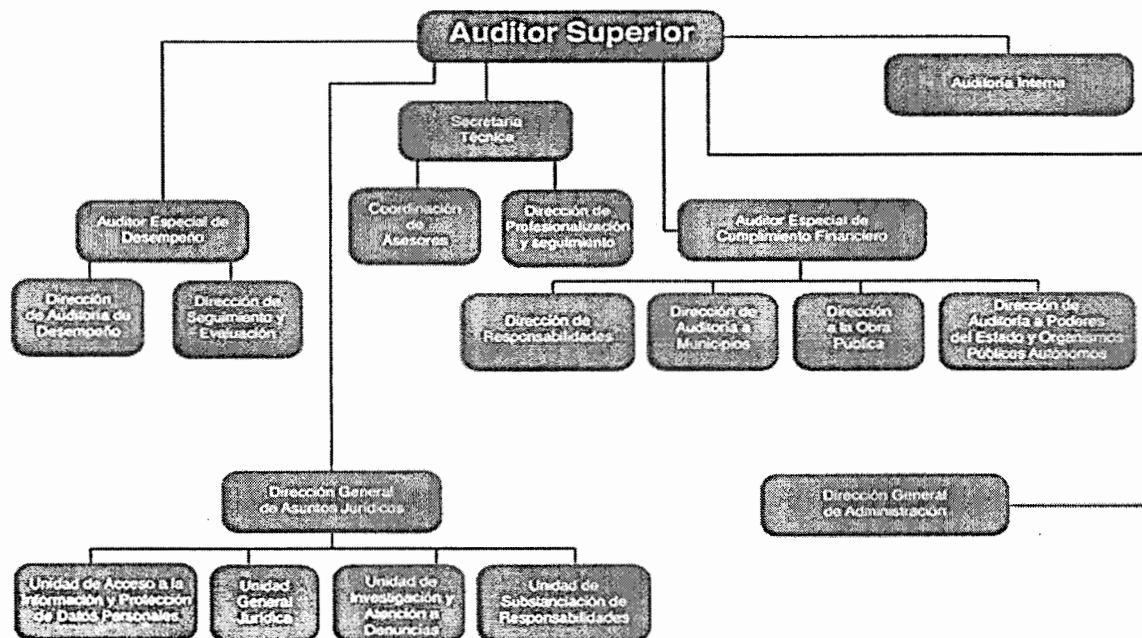 Auditor Superior
Auditoría Interna
Secretaría
Técnica
Coordinación
de
Asesores
Dirección de
Profesionalización
y seguimiento
Auditor Especial de
Desempeño
Auditor Especial de
Cumplimiento Financiero
Dirección
de Auditoría du
Desempeño
Dirección de
Seguimiento y
Evaluación
Dirección de
Responsabilidades
Dirección de
Auditoría a
Municipios
Dirección
a la Obra
Pública
Dirección de
Auditoría a Poderes
del Estado y Organismos
Públicos Autónomos
Dirección General
de Asuntos Jurídicos
Dirección General
de Administración
Unidad de Acceso a la
Información y Protección
de Datos Personales
Unidad
General
Jurídica
Unidad de
Investigación y
Atención a
Denuncias
Unidad de
Substanciación de
Responsabilidades